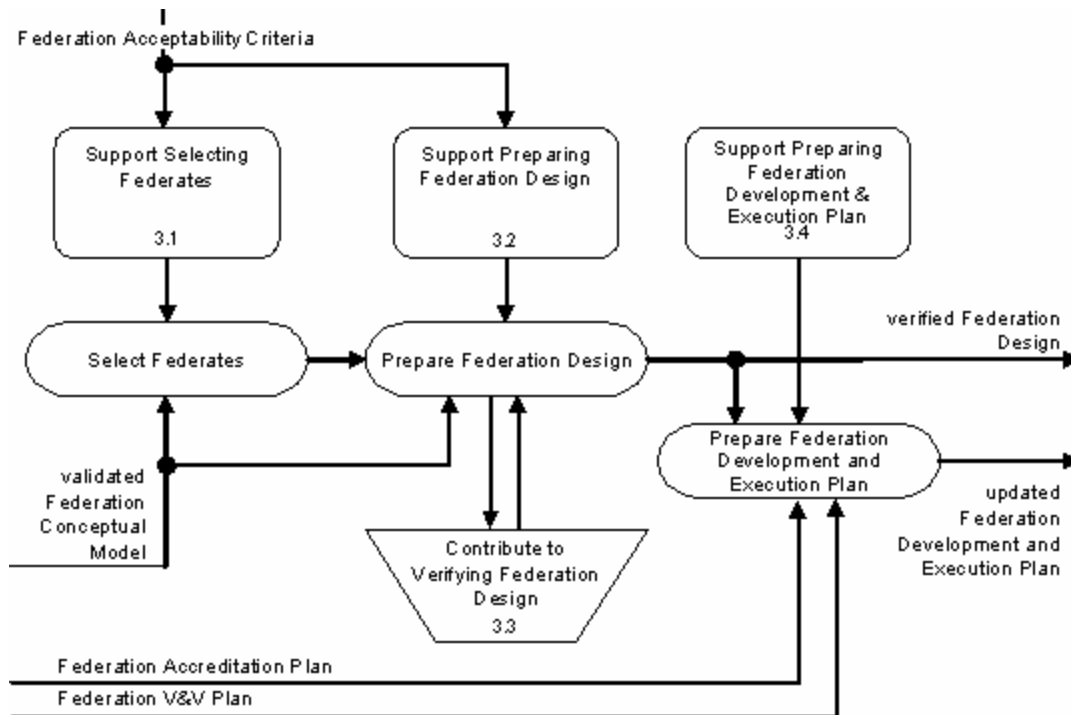 Federation Acceptability Criteria
Support Selecting
Federates
3.1
Support Preparing
Federation Design
3.2
Support Preparing
Federation
Development &
Execution Plan
3.4
Select Federates
Prepare Federation Design
verified Federation
Design
Prepare Federation
Development and
Execution Plan
validated
Federation
Conceptual
Model
updated
Federation
Development and
Execution Plan
Contribute to
Verifying Federation
Design
3.3
Federation Accreditation Plan
Federation V&V Plan